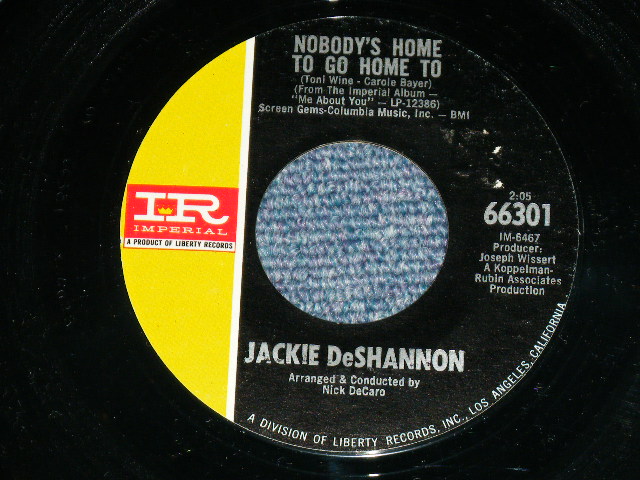 NOBODY'S HOME
TO GO HOME TO
(Toni Wine - Carole Bayer)
(From The Imperial Album —
"Me About You" — LP-12386)
Screen Gems-Columbia Music, Inc. — BMI
IR
IMPERIAL
A PRODUCT OF LIBERTY RECORDS
2:05
66301
IM-6467
Producer:
Joseph Wissert
A Koppelman-
Rubin Associates
Production
JACKIE DeSHANNON
Arranged & Conducted by
Nick DeCaro
A DIVISION OF LIBERTY RECORDS, INC., LOS ANGELES, CALIFORNIA